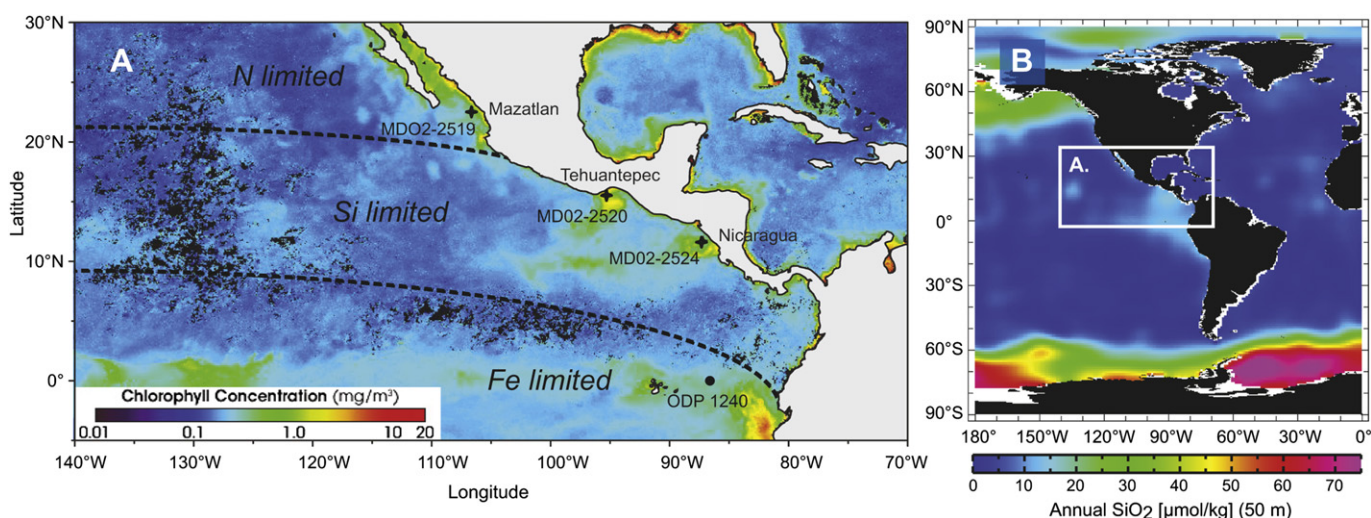 30°N
20°N
10°N
0°
Latitude
A
N limited
Mazatlan
MDO2-2519
Tehuantepec
Si limited
MD02-2520
Nicaragua
MD02-2524
Fe limited
ODP 1240
Chlorophyll Concentration (mg/m³)
0.01 0.1 1.0 10 20
140°W 130°W 110°W 100°W 90°W 80°W 70°W
Longitude
B
A.
90°N
60°N
30°N
0°
30°S
60°S
90°S
180° 150°W 120°W 90°W 60°W 30°W 0°
0 10 20 30 40 50 60 70
Annual SiO₂ [µmol/kg] (50 m)